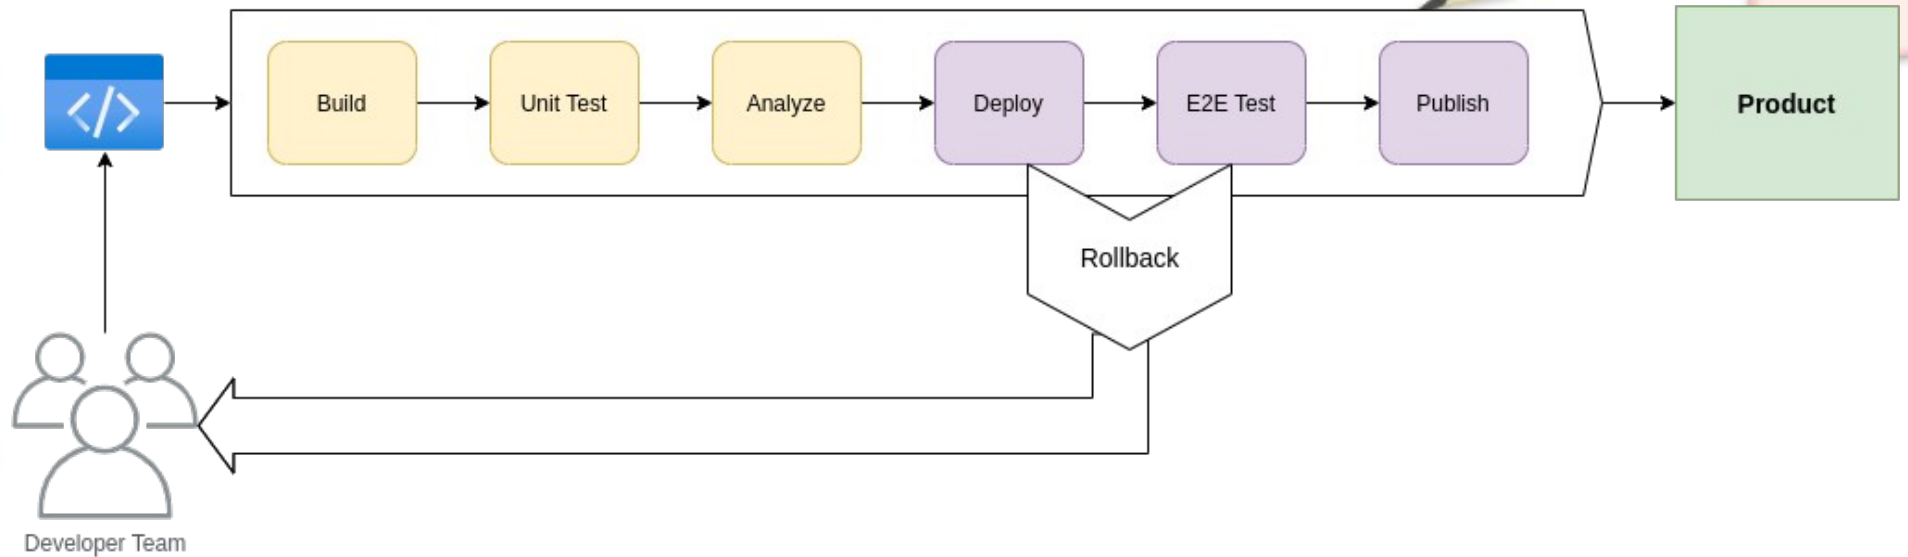 Build
Unit Test
Analyze
Deploy
E2E Test
Publish
Product
Rollback
Developer Team